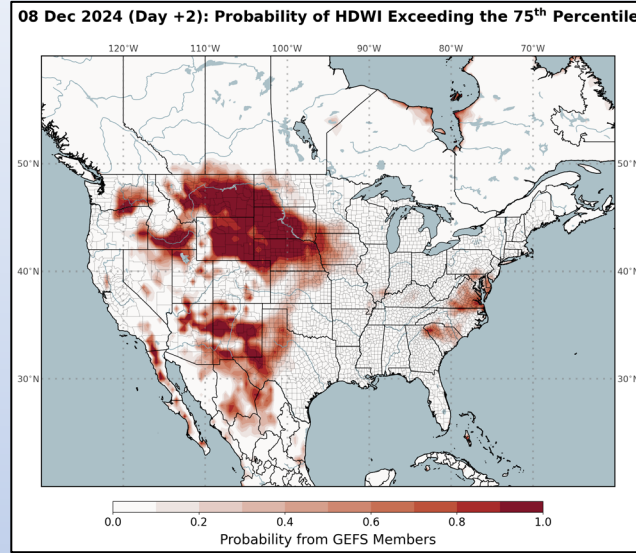 08 Dec 2024 (Day +2): Probability of HDWI Exceeding the 75th Percentile
120°W 110°W 100°W 90°W 80°W 70°W
50°N 50°N
40°N 40°N
30°N 30°N
0.0 0.2 0.4 0.6 0.8 1.0
Probability from GEFS Members